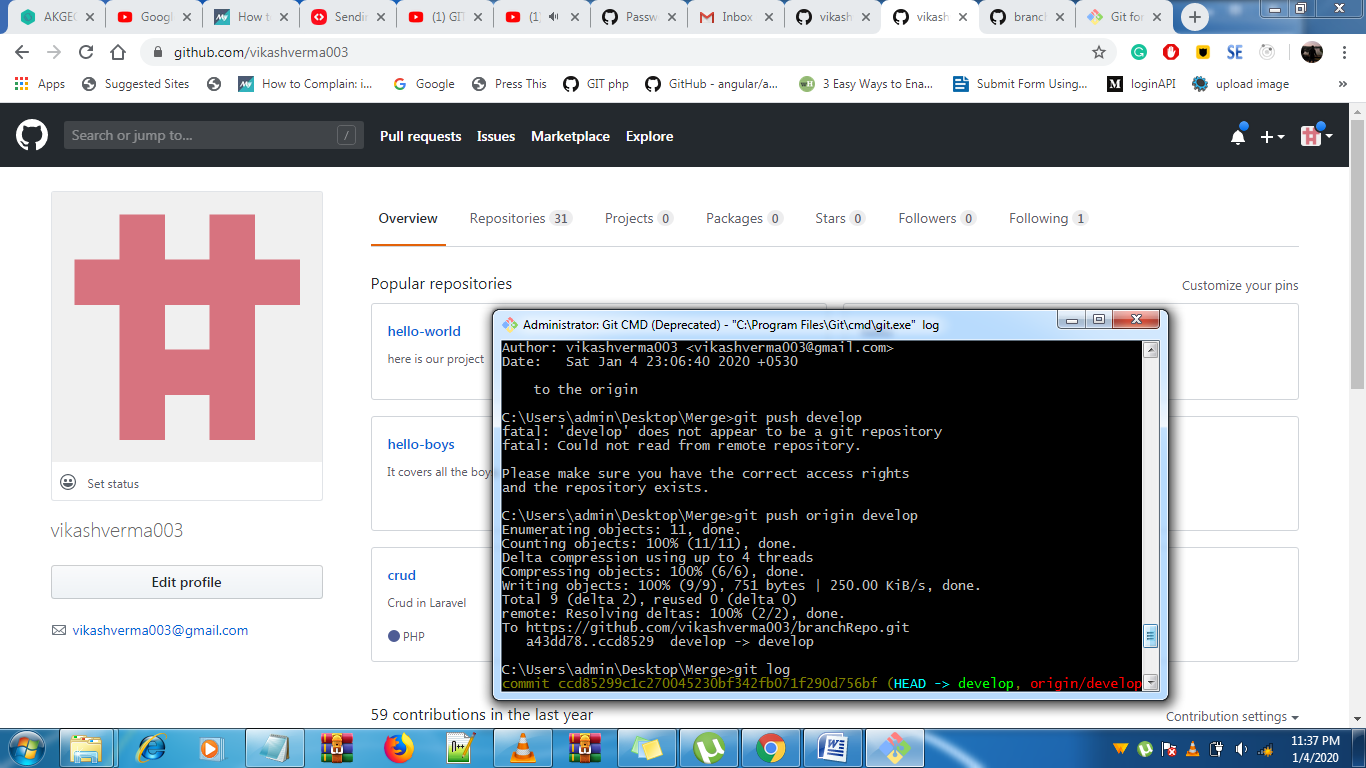 AKGEC
Googl
How to
Sendin
(1) GIT
(1)
Passw
Inbox
vikash
vikash
branch
Git for
github.com/vikashverma003
Apps
Suggested Sites
How to Complain: i...
Google
Press This
GIT php
GitHub - angular/a...
3 Easy Ways to Ena...
Submit Form Using...
loginAPI
upload image
»
Search or jump to...
/
Pull requests Issues Marketplace Explore
Overview Repositories 31 Projects 0 Packages 0 Stars 0 Followers 0 Following 1
Popular repositories
Customize your pins
hello-world
here is our project
hello-boys
It covers all the boy
crud
Crud in Laravel
PHP
Set status
vikashverma003
Edit profile
vikashverma003@gmail.com
Administrator: Git CMD (Deprecated) - "C:\Program Files\Git\cmd\git.exe" log
Author: vikashverma003 <vikashverma003@gmail.com>
Date: Sat Jan 4 23:06:40 2020 +0530
to the origin
C:\Users\admin\Desktop\Merge>git push develop
fatal: 'develop' does not appear to be a git repository
fatal: Could not read from remote repository.
Please make sure you have the correct access rights
and the repository exists.
C:\Users\admin\Desktop\Merge>git push origin develop
Enumerating objects: 11, done.
Counting objects: 100% (11/11), done.
Delta compression using up to 4 threads
Compressing objects: 100% (6/6), done.
Writing objects: 100% (9/9), 751 bytes | 250.00 KiB/s, done.
Total 9 (delta 2), reused 0 (delta 0)
remote: Resolving deltas: 100% (2/2), done.
To https://github.com/vikashverma003/branchRepo.git
a43dd78..ccd8529 develop -> develop
C:\Users\admin\Desktop\Merge>git log
commit ccd85299c1c270045230bf342fb071f290d756bf (HEAD -> develop, origin/develop
59 contributions in the last year
Contribution settings
11:37 PM
1/4/2020